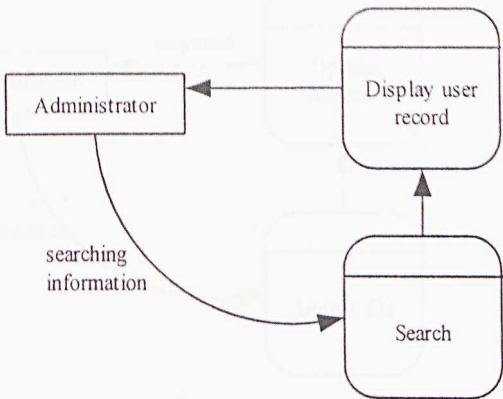 Display user
record
Administrator
searching
information
Search